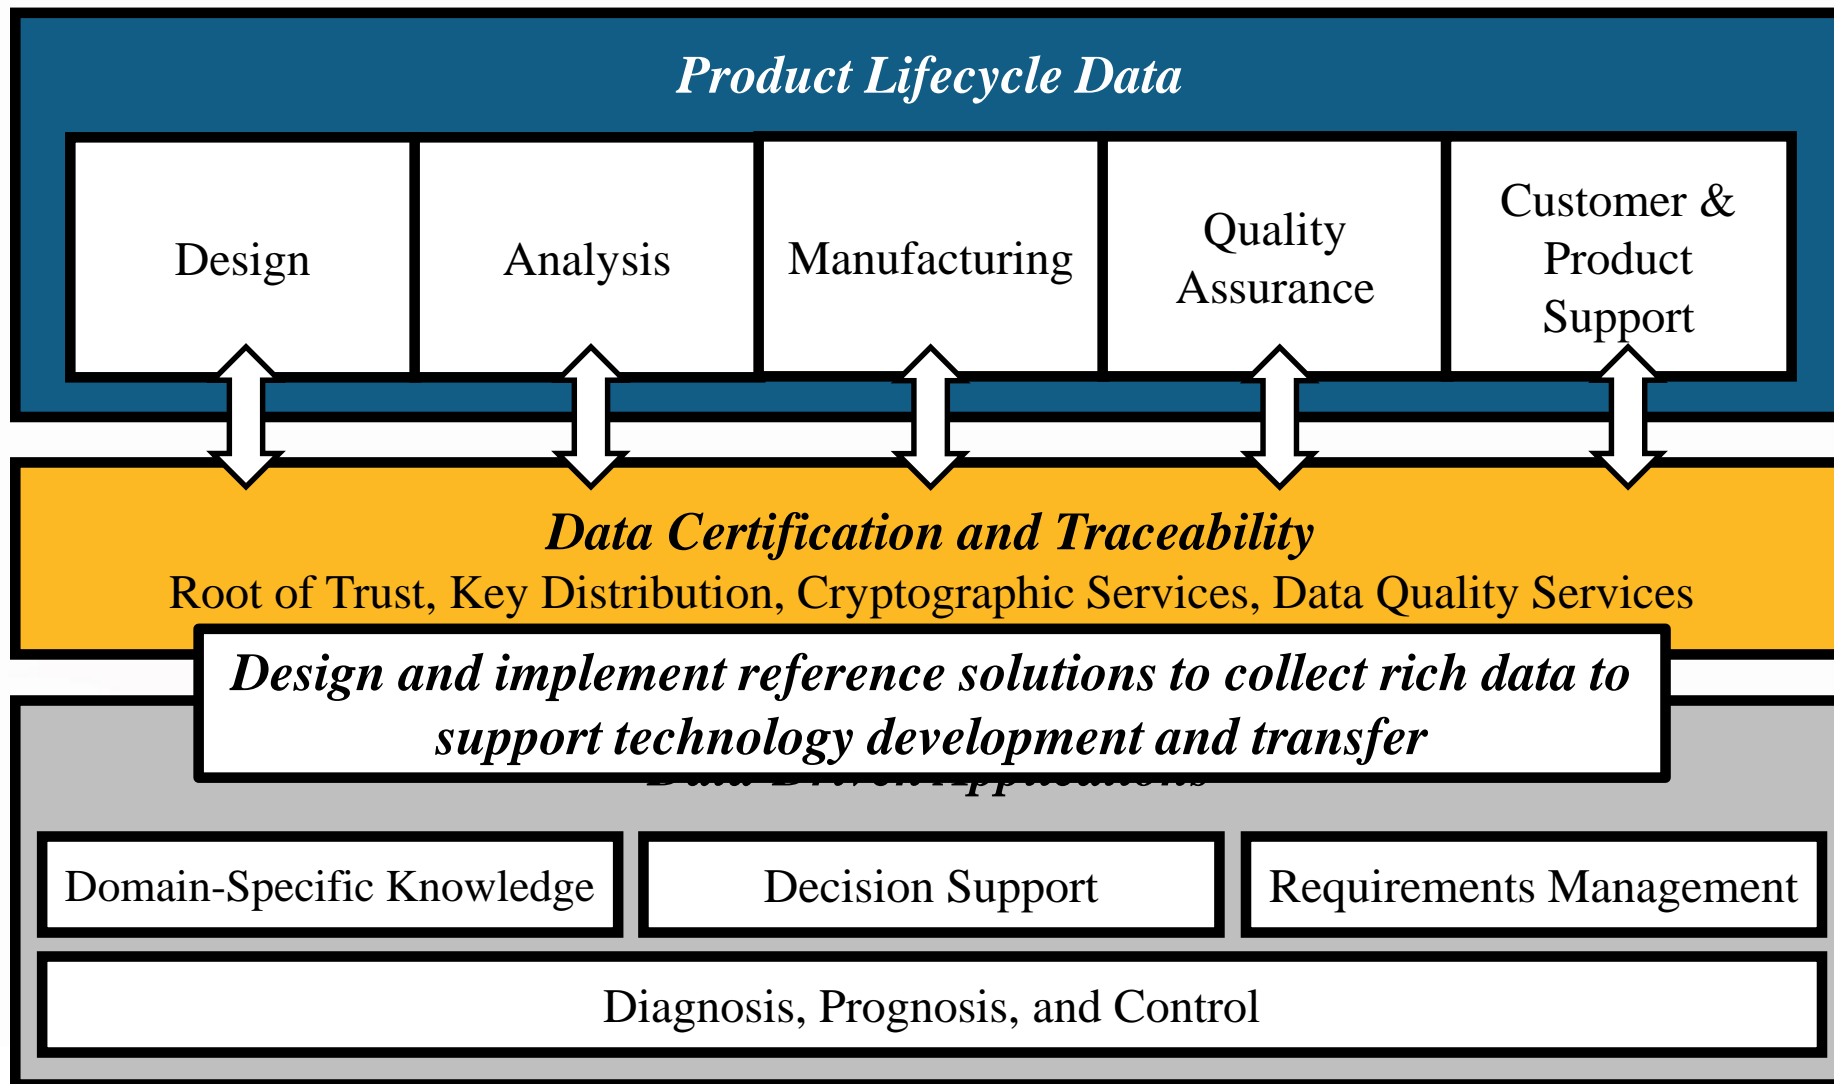 Product Lifecycle Data
Design
Analysis
Manufacturing
Quality
Assurance
Customer &
Product
Support
Data Certification and Traceability
Root of Trust, Key Distribution, Cryptographic Services, Data Quality Services
Design and implement reference solutions to collect rich data to
support technology development and transfer
Domain-Specific Knowledge
Decision Support
Requirements Management
Diagnosis, Prognosis, and Control